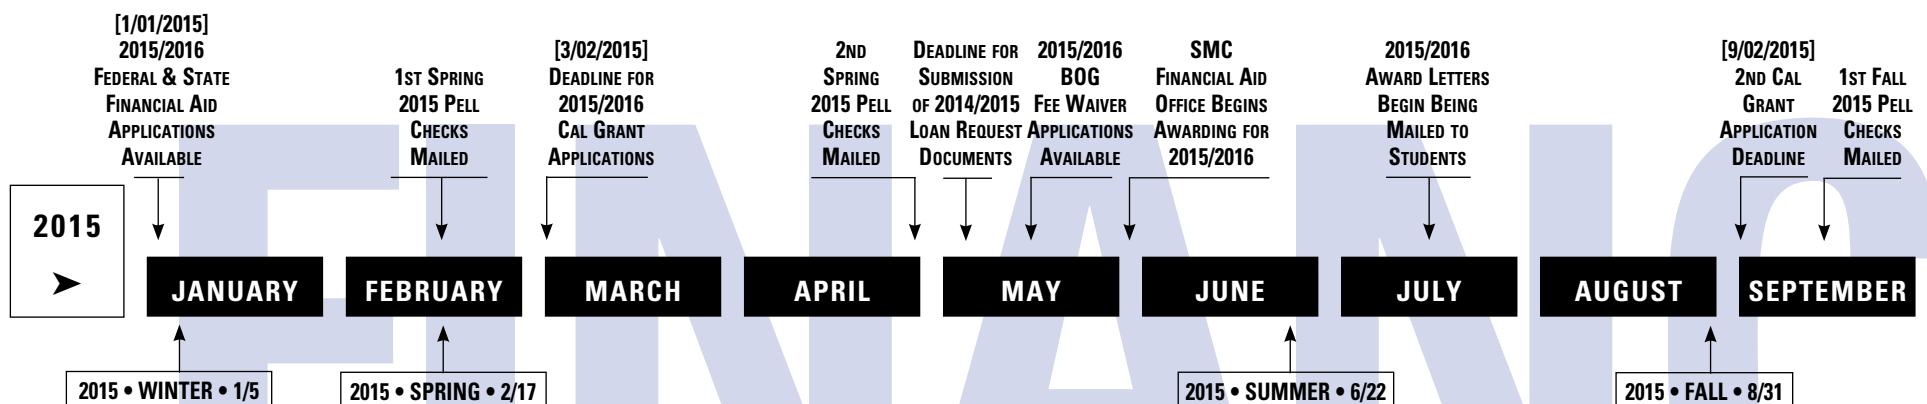 [1/01/2015]
2015/2016
Federal & State
Financial Aid
Applications
Available
1st Spring
2015 Pell
Checks
Mailed
[3/02/2015]
Deadline for
2015/2016
Cal Grant
Applications
2nd
Spring
2015 Pell
Checks
Mailed
Deadline for
Submission
of 2014/2015
Loan Request
Documents
2015/2016
BOG
Fee Waiver
Applications
Available
SMC
Financial Aid
Office Begins
Awarding for
2015/2016
2015/2016
Award Letters
Begin Being
Mailed to
Students
[9/02/2015]
2nd Cal
Grant
Application
Deadline
1st Fall
2015 Pell
Checks
Mailed
2015
JANUARY
FEBRUARY
MARCH
APRIL
MAY
JUNE
JULY
AUGUST
SEPTEMBER
2015 • WINTER • 1/5
2015 • SPRING • 2/17
2015 • SUMMER • 6/22
2015 • FALL • 8/31
FINANC